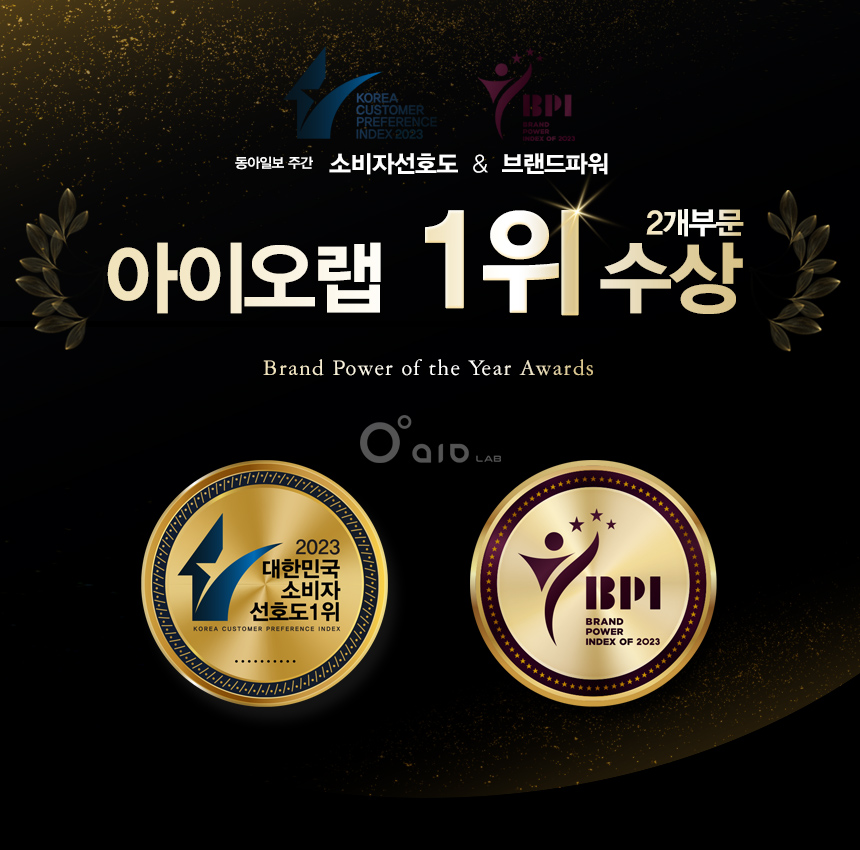 KOREA
CUSTOMER
PREFERENCE
INDEX 2023
BPI
BRAND
POWER
INDEX OF 2023
동아일보 주간 소비자선호도 & 브랜드파워
아이오랩 1위 2개부문 수상
Brand Power of the Year Awards
aio LAB
2023
대한민국
소비자
선호도1위
KOREA CUSTOMER PREFERENCE INDEX
BPI
BRAND
POWER
INDEX OF 2023